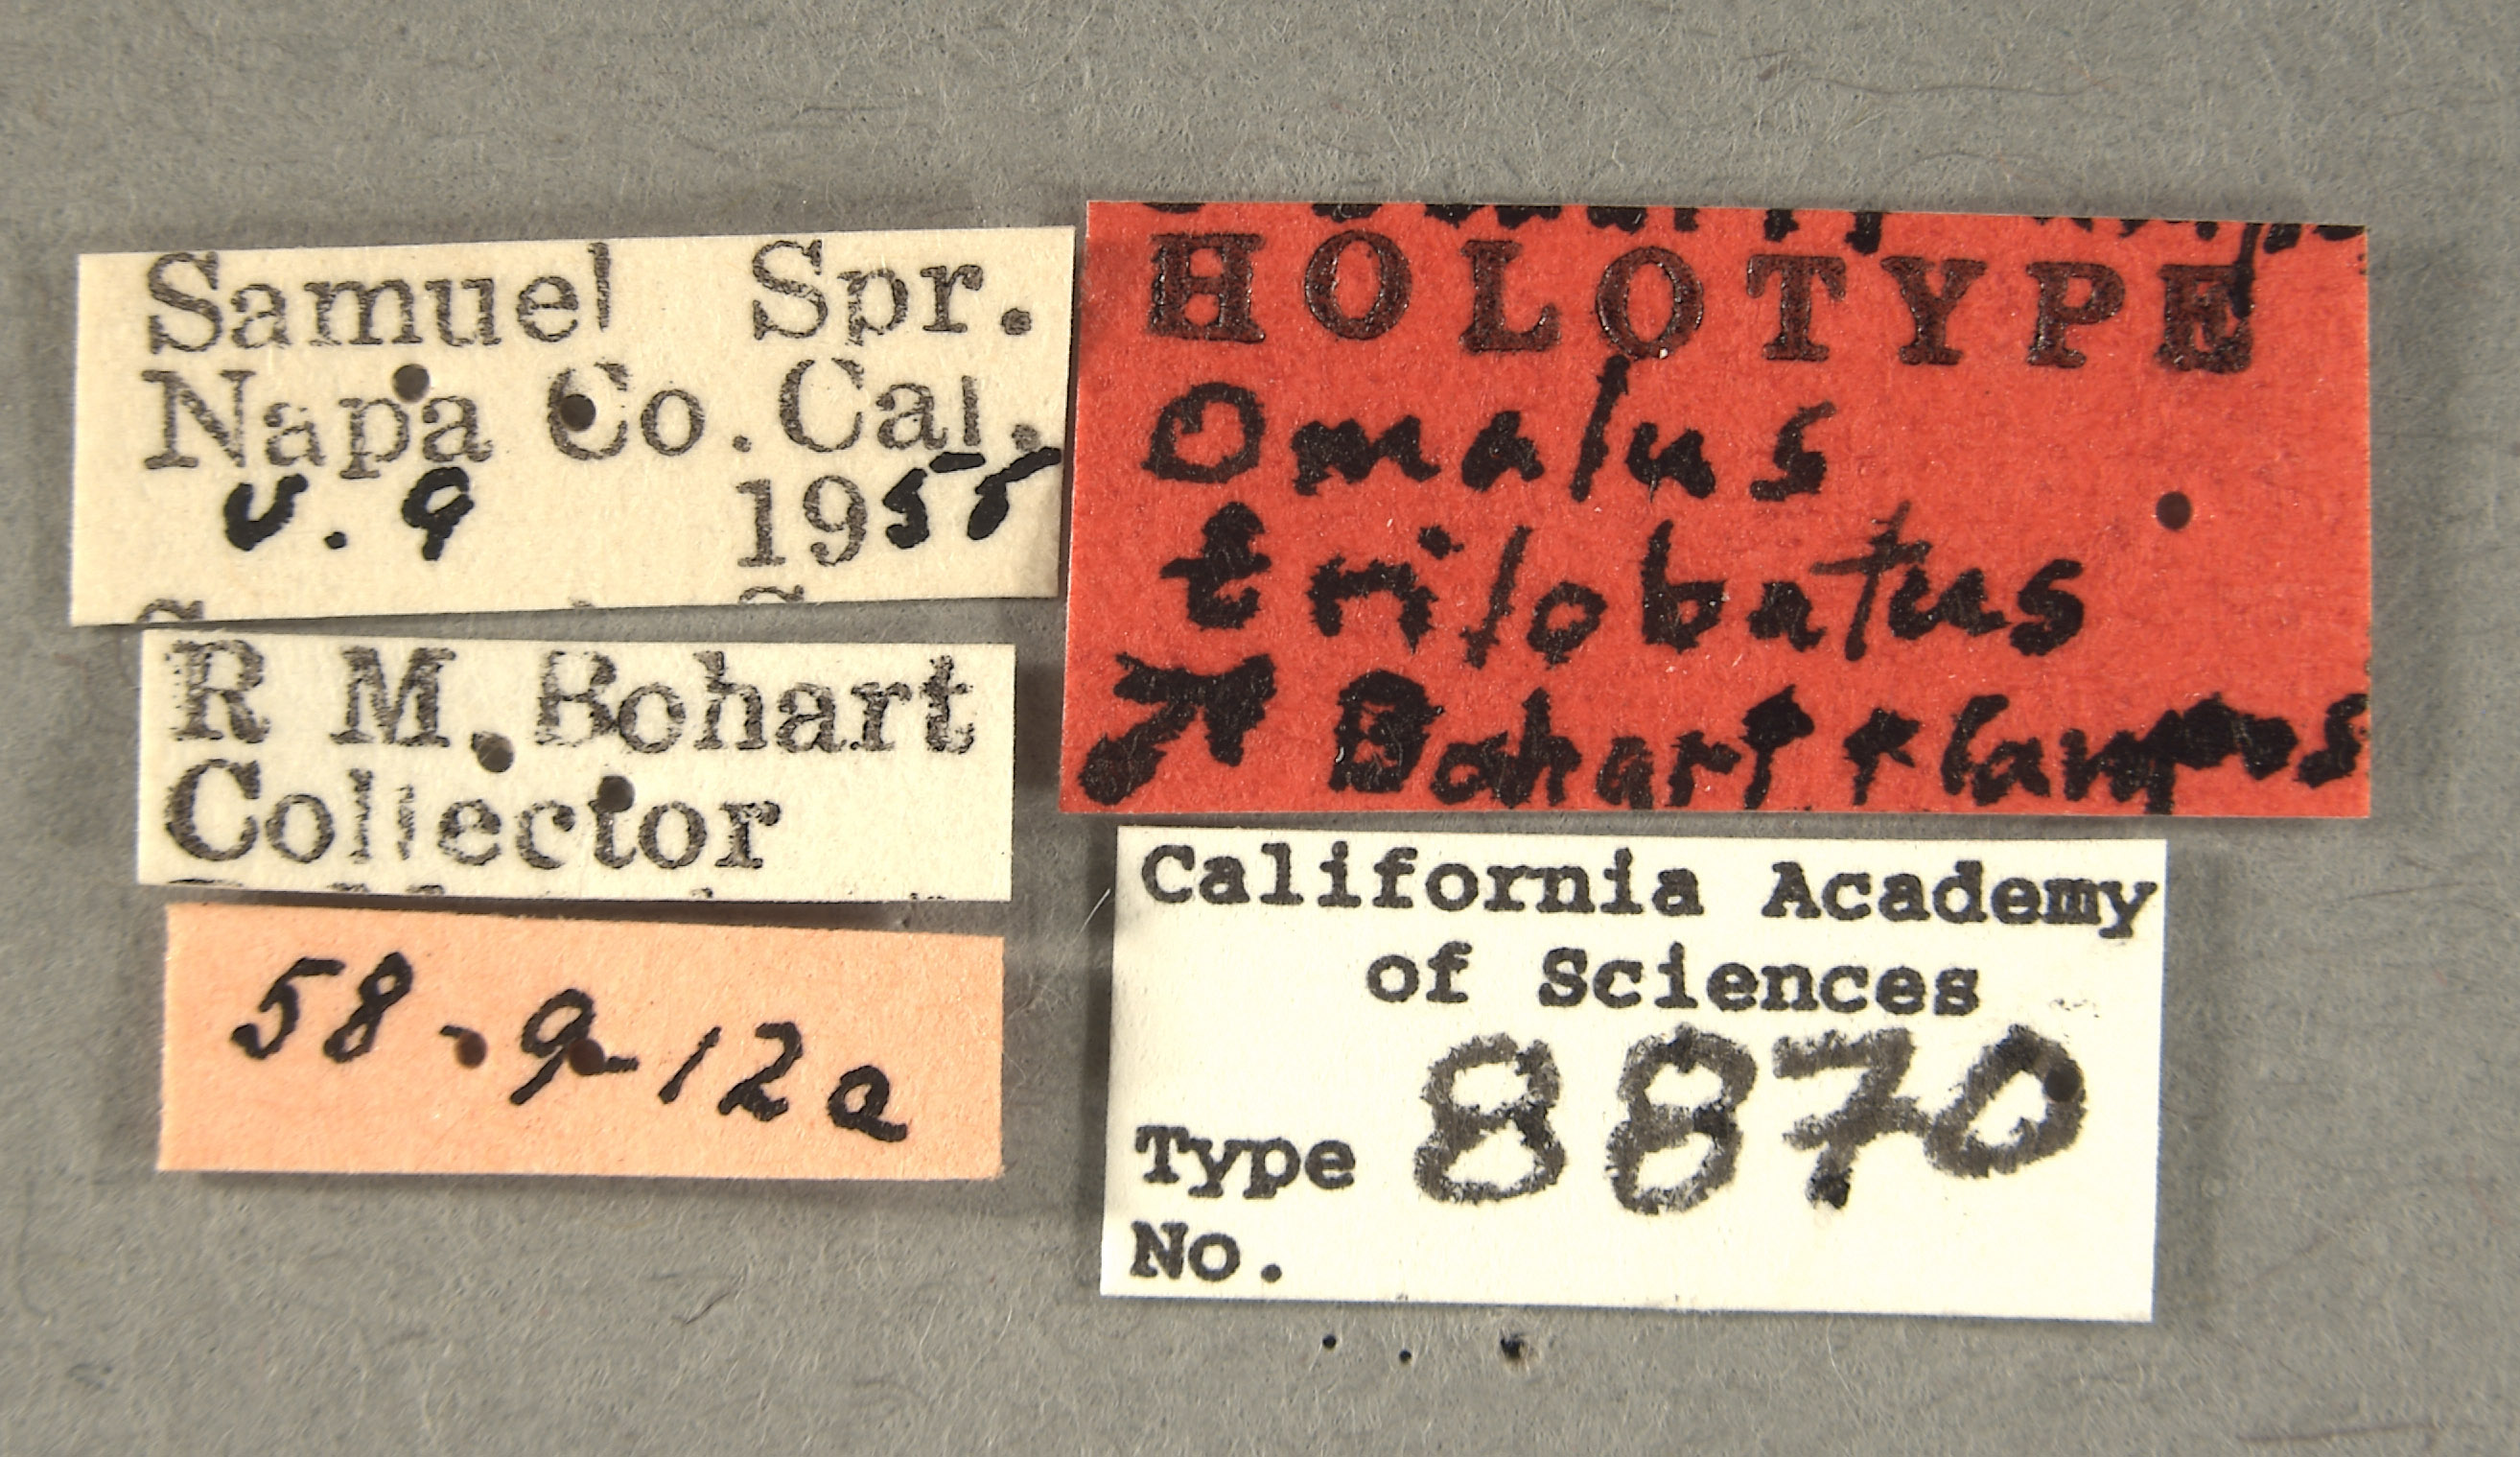 Samuel Spr.
Napa Co. Cal.
v. 9 1955
R M. Bohart
Collector
58-9-12a
HOLOTYPE
Omalus
trilobatus
♂ Bohart + Campos
California Academy
of Sciences
Type 8870
No.